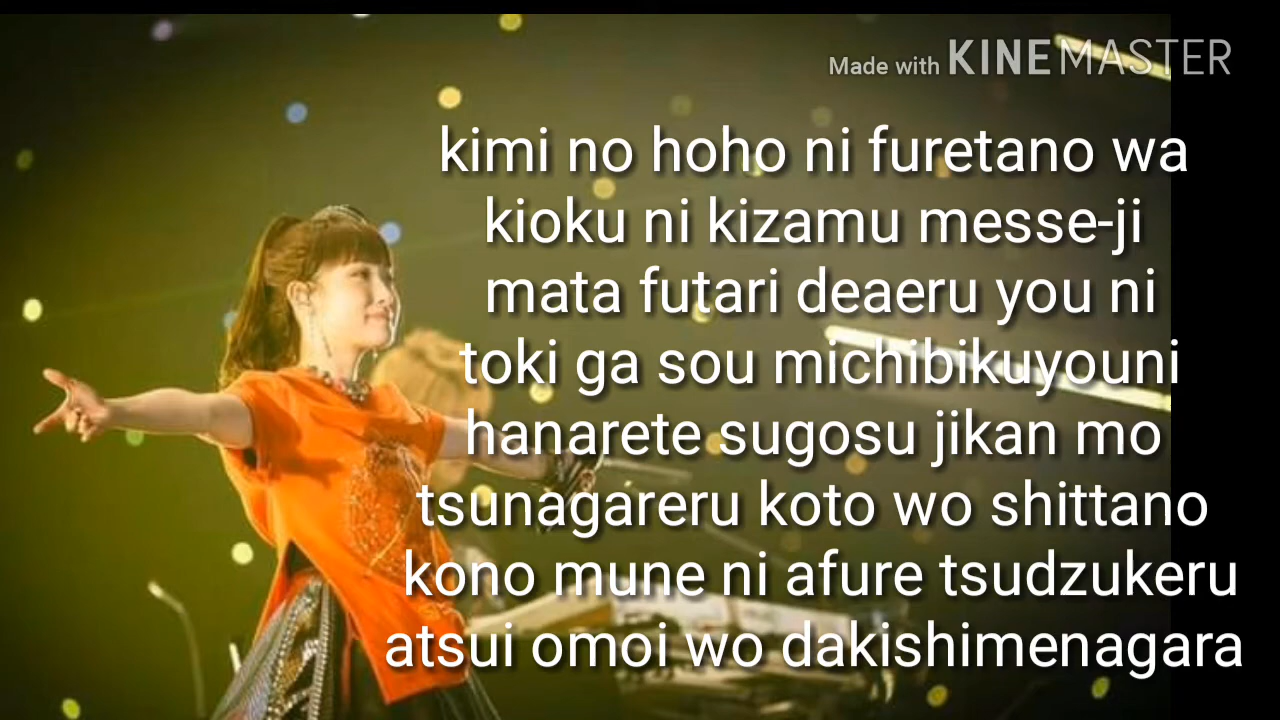 Made with KINEMASTER
kimi no hoho ni furetano wa
kioku ni kizamu messe-ji
mata futari deaeru you ni
toki ga sou michibikuyouni
hanarete sugosu jikan mo
tsunagareru koto wo shittano
kono mune ni afure tsudzukeru
atsui omoi wo dakishimenagara